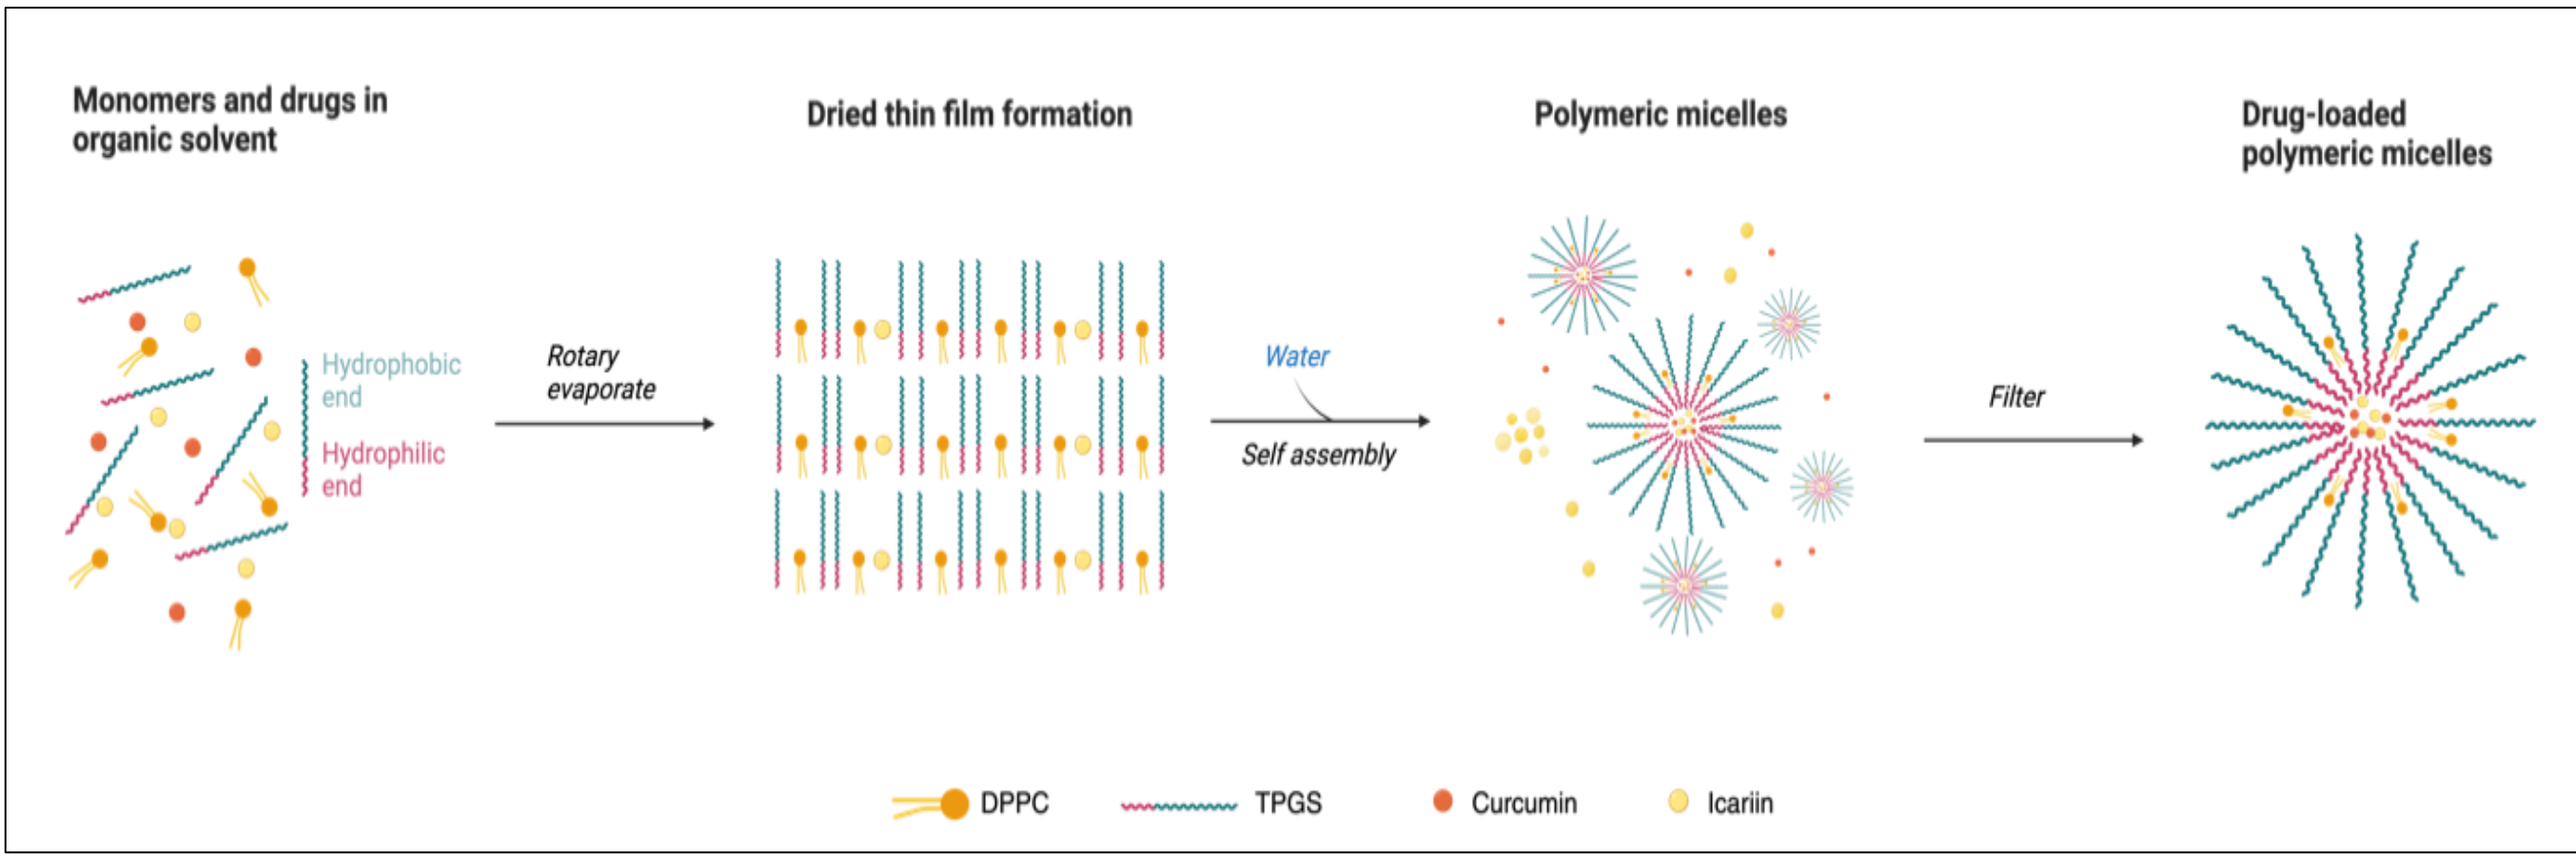 Monomers and drugs in
organic solvent
Dried thin film formation
Polymeric micelles
Drug-loaded
polymeric micelles
Hydrophobic
end
Hydrophilic
end
Rotary
evaporate
Water
Self assembly
Filter
DPPC
TPGS
Curcumin
Icariin